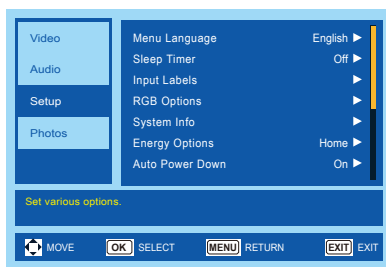 Video
Audio
Setup
Photos
Menu Language English
Sleep Timer Off
Input Labels
RGB Options
System Info
Energy Options Home
Auto Power Down On
Set various options.
MOVE OK SELECT MENU RETURN EXIT EXIT